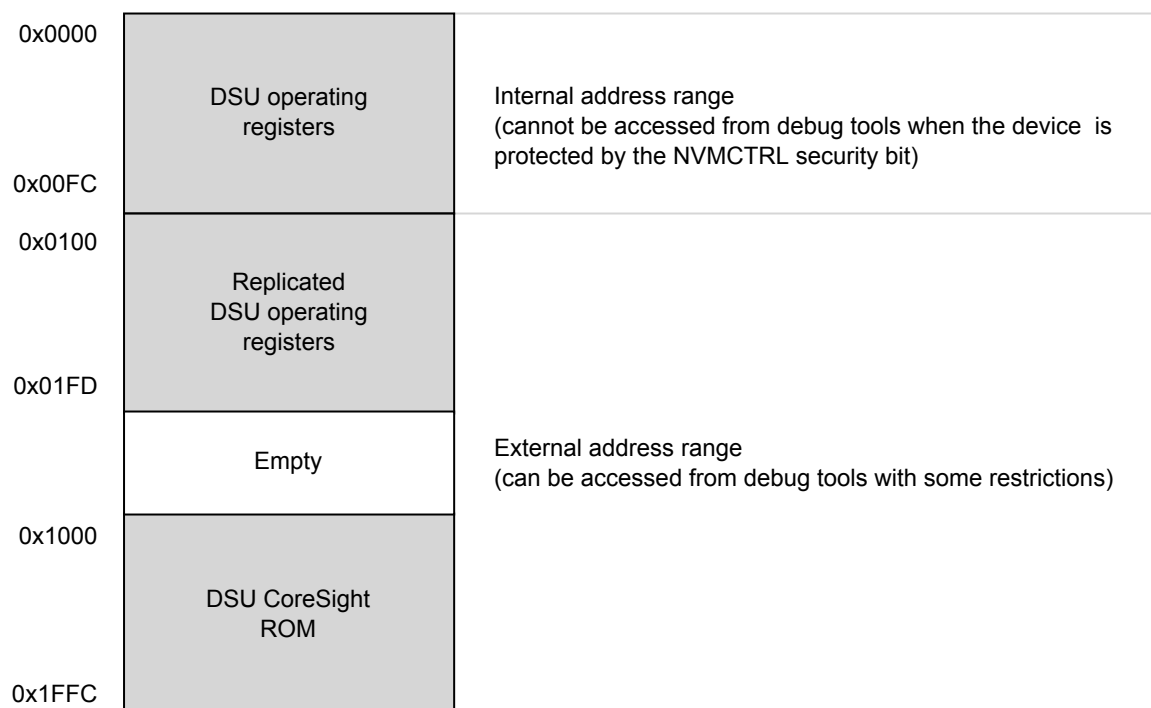 0x0000
DSU operating
registers
Internal address range
(cannot be accessed from debug tools when the device is
protected by the NVMCTRL security bit)
0x00FC
0x0100
Replicated
DSU operating
registers
0x01FD
Empty
External address range
(can be accessed from debug tools with some restrictions)
0x1000
DSU CoreSight
ROM
0x1FFC